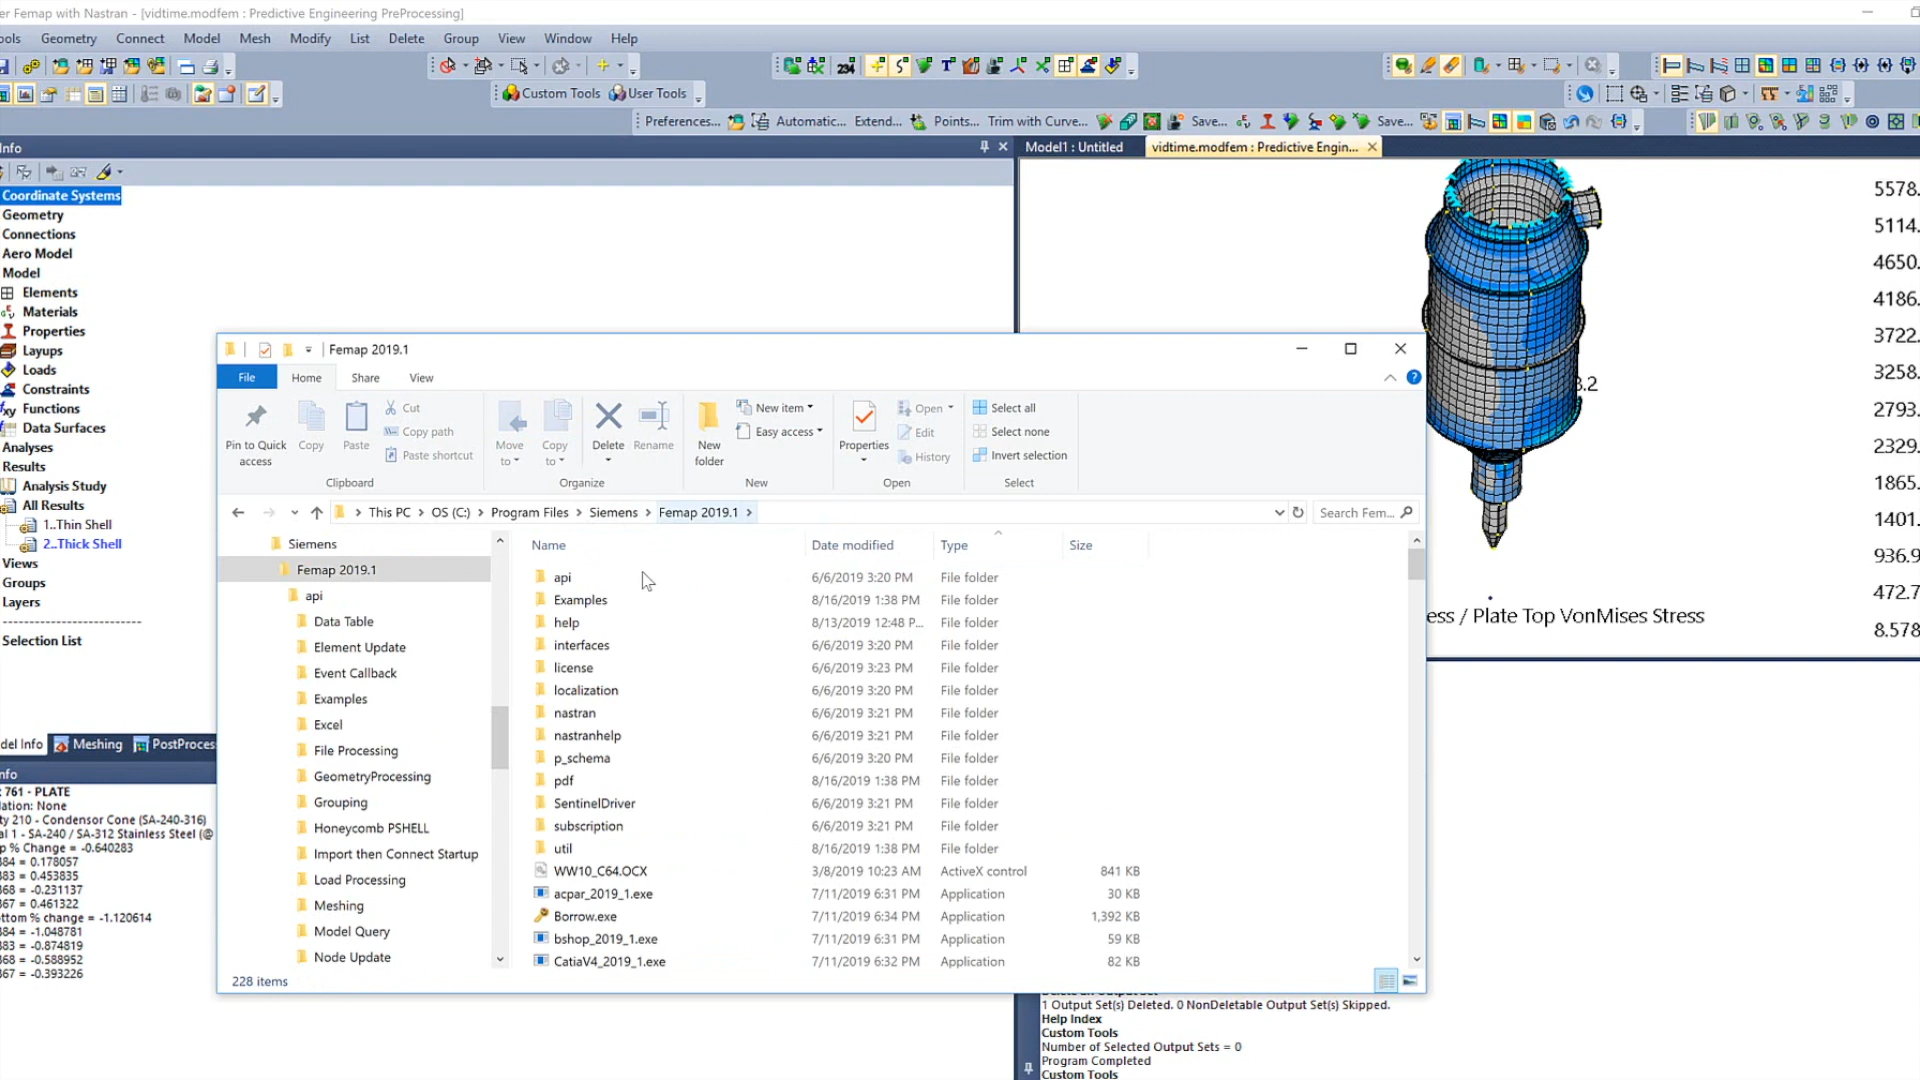 er Femap with Nastran - [vidtime.modfem : Predictive Engineering PreProcessing]
ools Geometry Connect Model Mesh Modify List Delete Group View Window Help
234
Custom Tools User Tools
Preferences... Automatic... Extend... Points... Trim with Curve... Save... Save...
Info
Model1 : Untitled vidtime.modfem : Predictive Engin...
Coordinate Systems
Geometry
Connections
Aero Model
Model
Elements
Materials
Properties
Layups
Loads
Constraints
Functions
Data Surfaces
Analyses
Results
Analysis Study
All Results
1..Thin Shell
2..Thick Shell
Views
Groups
Layers
Selection List
5578.
5114.
4650.
4186.
3722.
3258.
2793.
2329.
1865.
1401.
936.9
472.7
8.578
3.2
ess / Plate Top VonMises Stress
Femap 2019.1
File Home Share View
Pin to Quick access
Copy
Paste
Cut
Copy path
Paste shortcut
Clipboard
Move to
Copy to
Delete
Rename
Organize
New folder
New item
Easy access
New
Properties
Open
Edit
History
Open
Select all
Select none
Invert selection
Select
This PC > OS (C:) > Program Files > Siemens > Femap 2019.1 >
Search Fem...
Siemens
Femap 2019.1
api
Data Table
Element Update
Event Callback
Examples
Excel
File Processing
GeometryProcessing
Grouping
Honeycomb PSHELL
Import then Connect Startup
Load Processing
Meshing
Model Query
Node Update
Name Date modified Type Size
api 6/6/2019 3:20 PM File folder
Examples 8/16/2019 1:38 PM File folder
help 8/13/2019 12:48 P... File folder
interfaces 6/6/2019 3:20 PM File folder
license 6/6/2019 3:23 PM File folder
localization 6/6/2019 3:20 PM File folder
nastran 6/6/2019 3:21 PM File folder
nastranhelp 6/6/2019 3:21 PM File folder
p_schema 6/6/2019 3:20 PM File folder
pdf 8/16/2019 1:38 PM File folder
SentinelDriver 6/6/2019 3:21 PM File folder
subscription 6/6/2019 3:21 PM File folder
util 8/16/2019 1:38 PM File folder
WW10_C64.OCX 3/8/2019 10:23 AM ActiveX control 841 KB
acpar_2019_1.exe 7/11/2019 6:31 PM Application 30 KB
Borrow.exe 7/11/2019 6:34 PM Application 1,392 KB
bshop_2019_1.exe 7/11/2019 6:31 PM Application 59 KB
CatiaV4_2019_1.exe 7/11/2019 6:32 PM Application 82 KB
228 items
del Info Meshing PostProces
nfo
761 - PLATE
lation: None
ty 210 - Condensor Cone (SA-240-316)
al 1 - SA-240 / SA-312 Stainless Steel (@
p % Change = -0.640283
384 = 0.178057
383 = 0.453835
368 = -0.231137
367 = 0.461322
ttom % change = -1.120614
384 = -1.048781
383 = -0.874819
368 = -0.588952
367 = -0.393226
1 Output Set(s) Deleted. 0 NonDeletable Output Set(s) Skipped.
Help Index
Custom Tools
Number of Selected Output Sets = 0
Program Completed
Custom Tools